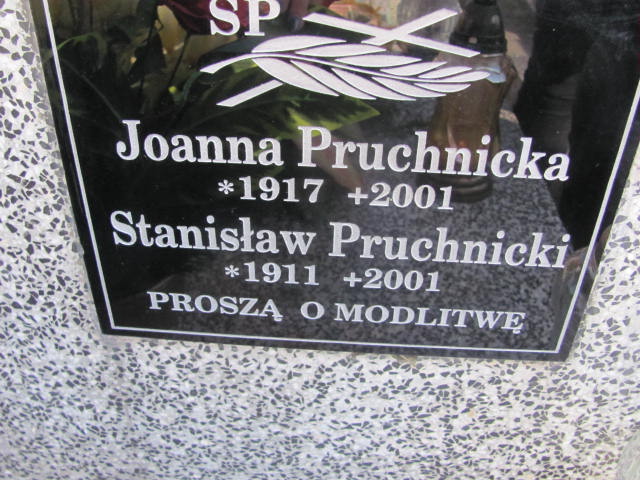 SP
Joanna Pruchnicka
*1917 +2001
Stanisław Pruchnicki
*1911 +2001
PROSZĄ O MODLITWĘ